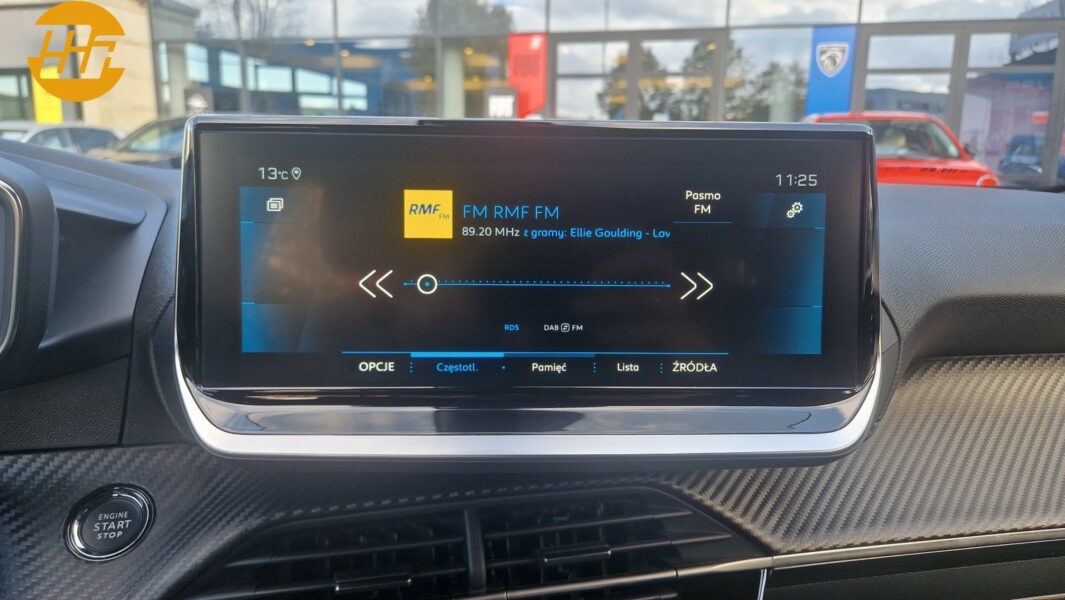 HFi
13°C
11:25
RMF FM
FM RMF FM
Pasmo
FM
89.20 MHz z gramy: Ellie Goulding - Lov
RDS
DAB FM
OPCJE Częstotl. Pamięć Lista ŹRÓDŁA
ENGINE
START
STOP